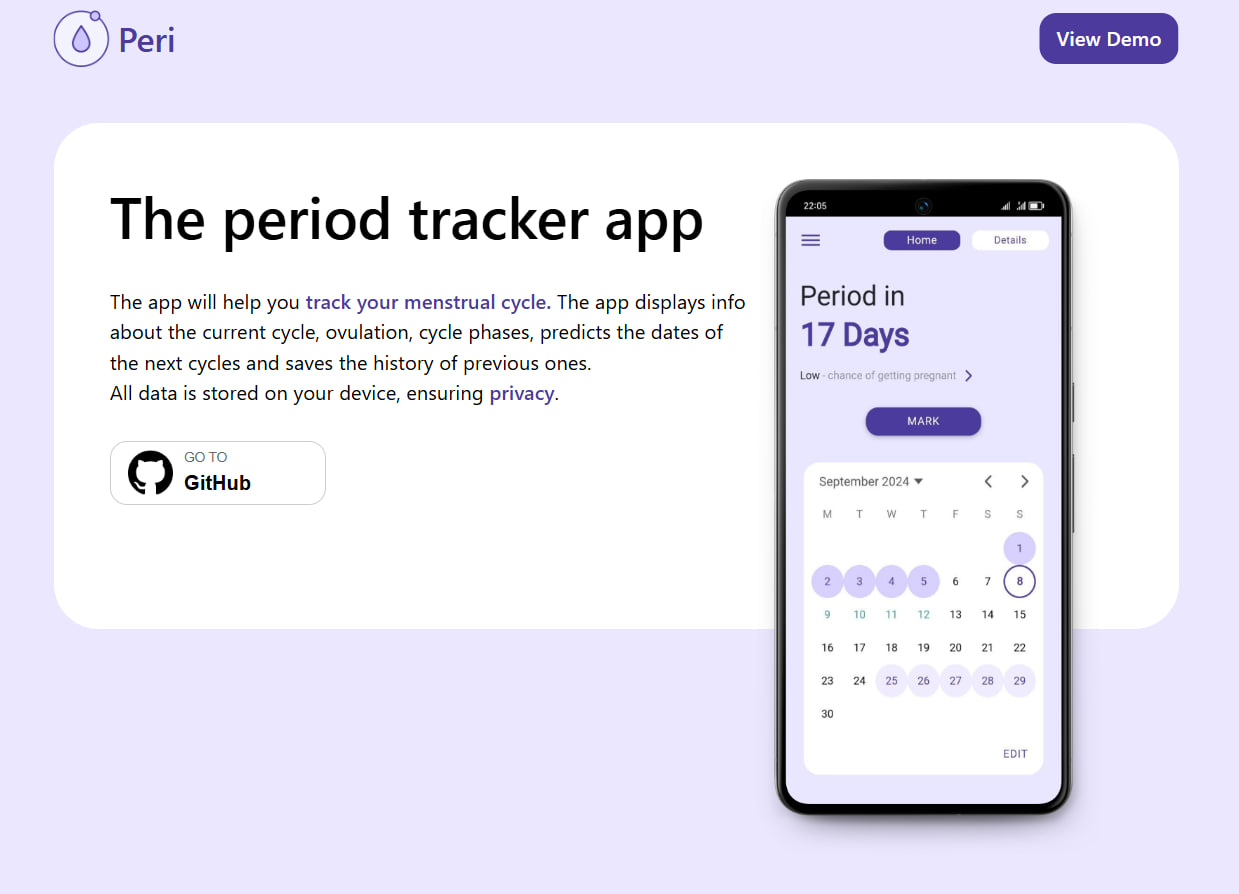 Peri
View Demo
The period tracker app
The app will help you track your menstrual cycle. The app displays info
about the current cycle, ovulation, cycle phases, predicts the dates of
the next cycles and saves the history of previous ones.
All data is stored on your device, ensuring privacy.
GO TO
GitHub
22:05
Home
Details
Period in
17 Days
Low - chance of getting pregnant
MARK
September 2024
M T W T F S S
1
2 3 4 5 6 7 8
9 10 11 12 13 14 15
16 17 18 19 20 21 22
23 24 25 26 27 28 29
30
EDIT